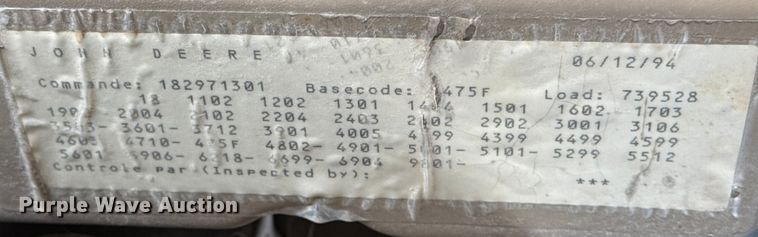 JOHN DEERE 06/12/94
Commande: 182971301 Basecode: 475F Load: 739528
18 1102 1202 1301 1501 1602 1703
2004 2102 2204 2403 2902 3001 3106
3601- 3712 3901 4005 4399 4499 4599
4710- 4802- 4901- 5101- 5299 5512
5601 6699- 6904
Controle par (Inspected by): ***
Purple Wave Auction